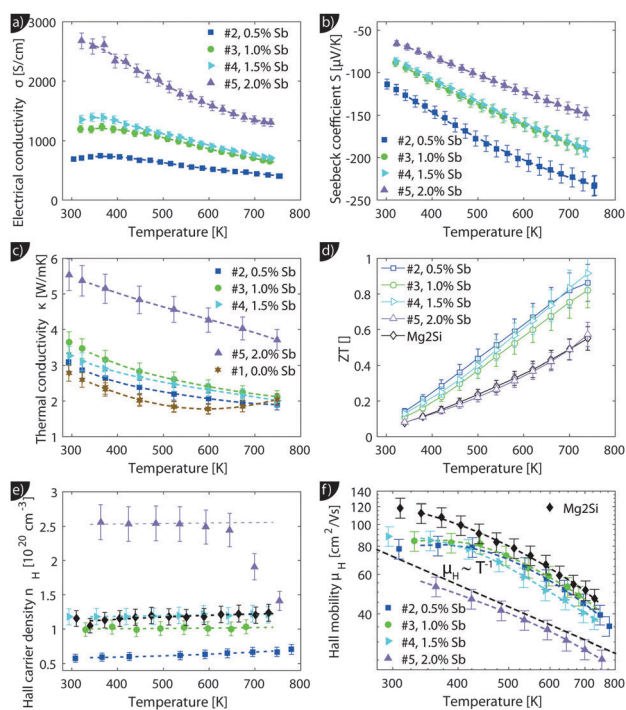 a)
Electrical conductivity σ [S/cm]
3000
2000
1000
0
300 400 500 600 700 800
Temperature [K]
#2, 0.5% Sb
#3, 1.0% Sb
#4, 1.5% Sb
#5, 2.0% Sb
b)
Seebeck coefficient S [μV/K]
-50
-100
-150
-200
-250
300 400 500 600 700 800
Temperature [K]
#2, 0.5% Sb
#3, 1.0% Sb
#4, 1.5% Sb
#5, 2.0% Sb
c)
Thermal conductivity κ [W/mK]
6
5
4
3
2
1
300 400 500 600 700 800
Temperature [K]
#2, 0.5% Sb
#3, 1.0% Sb
#4, 1.5% Sb
#5, 2.0% Sb
#1, 0.0% Sb
d)
ZT []
1
0.8
0.6
0.4
0.2
0
300 400 500 600 700 800
Temperature [K]
#2, 0.5% Sb
#3, 1.0% Sb
#4, 1.5% Sb
#5, 2.0% Sb
Mg2Si
e)
Hall carrier density n H [10 20 cm -3]
3
2.5
2
1.5
1
0.5
300 400 500 600 700 800
Temperature [K]
f)
Hall mobility μ H [cm 2 /Vs]
140
120
100
80
60
40
300 400 500 600 700 800
Temperature [K]
Mg2Si
μH ~ T-1
#2, 0.5% Sb
#3, 1.0% Sb
#4, 1.5% Sb
#5, 2.0% Sb